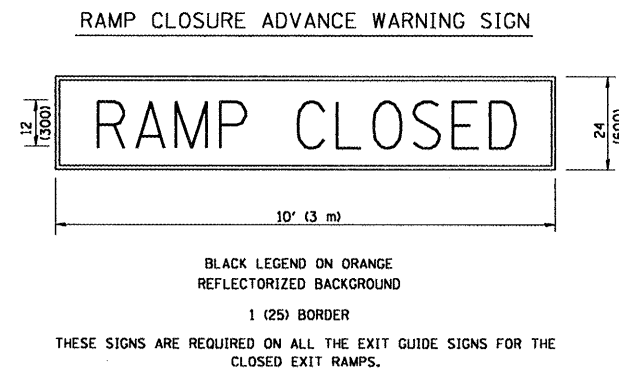 RAMP CLOSURE ADVANCE WARNING SIGN
12
(300)
RAMP CLOSED
24
(600)
10' (3 m)
BLACK LEGEND ON ORANGE
REFLECTORIZED BACKGROUND
1 (25) BORDER
THESE SIGNS ARE REQUIRED ON ALL THE EXIT GUIDE SIGNS FOR THE
CLOSED EXIT RAMPS.